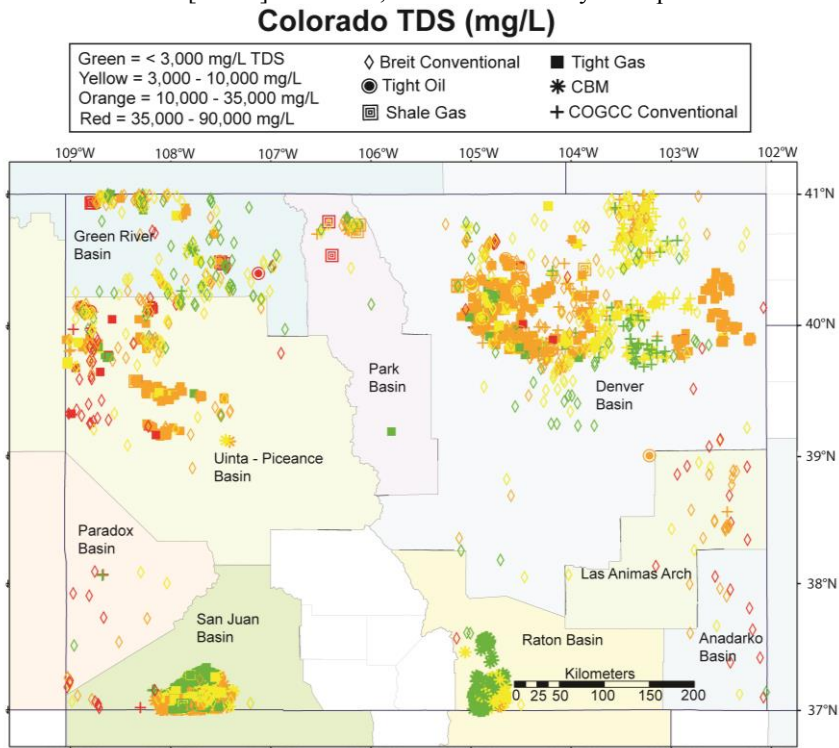 Colorado TDS (mg/L)
Green = < 3,000 mg/L TDS
Yellow = 3,000 - 10,000 mg/L
Orange = 10,000 - 35,000 mg/L
Red = 35,000 - 90,000 mg/L
Breit Conventional
Tight Oil
Shale Gas
Tight Gas
CBM
COGCC Conventional
109°W 108°W 107°W 106°W 105°W 104°W 103°W 102°W
41°N
Green River
Basin
40°N
Park
Basin
Denver
Basin
39°N
Uinta - Piceance
Basin
Paradox
Basin
38°N
Las Animas Arch
San Juan
Basin
Raton Basin
Anadarko
Basin
Kilometers
0 25 50 100 150 200
37°N